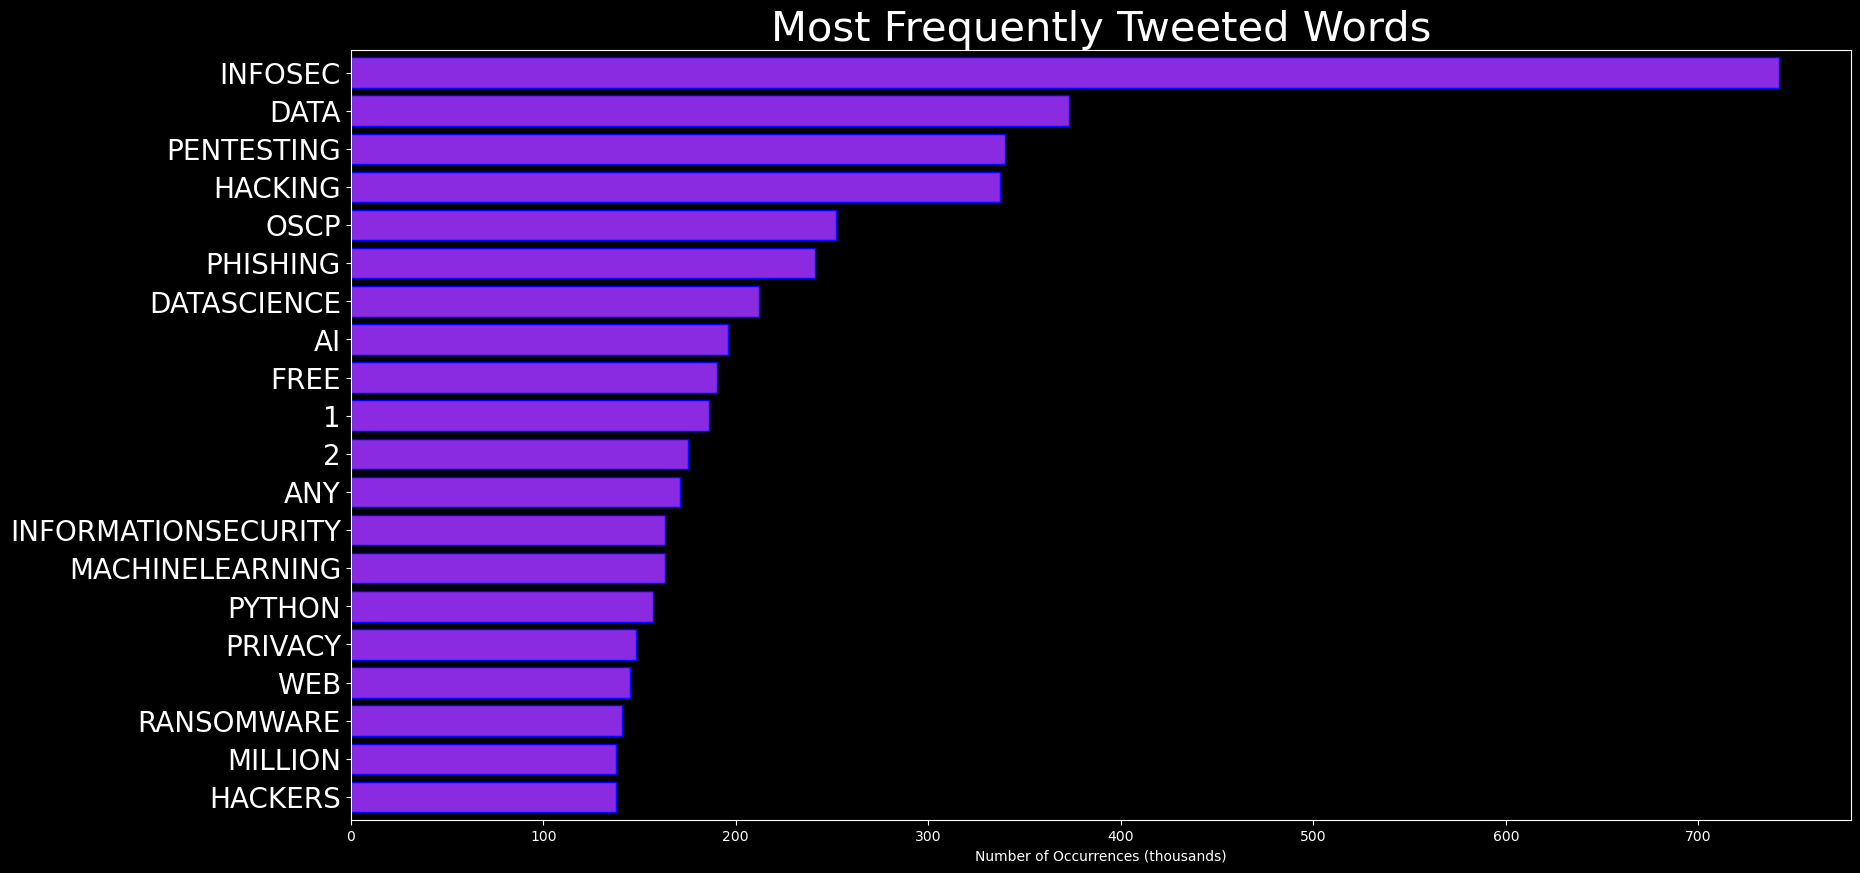 Most Frequently Tweeted Words
INFOSEC
DATA
PENTESTING
HACKING
OSCP
PHISHING
DATASCIENCE
AI
FREE
1
2
ANY
INFORMATIONSECURITY
MACHINELEARNING
PYTHON
PRIVACY
WEB
RANSOMWARE
MILLION
HACKERS
0 100 200 300 400 500 600 700
Number of Occurrences (thousands)